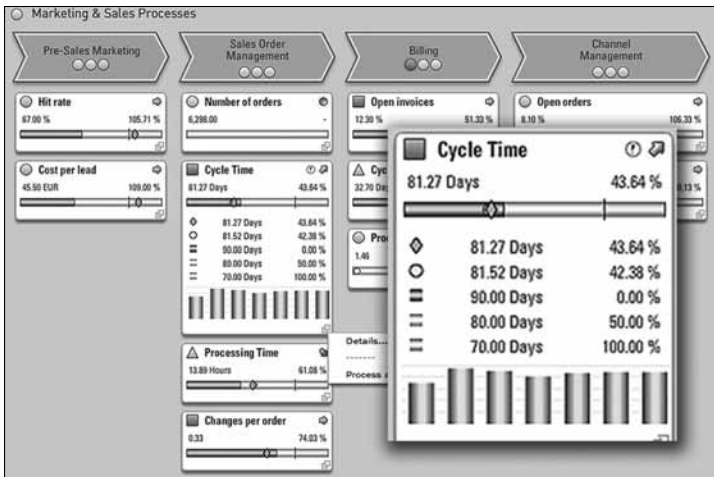 Marketing & Sales Processes
Pre-Sales Marketing
Sales Order
Management
Billing
Channel
Management
Hit rate
67.00 % 105.71 %
Cost per lead
45.50 EUR 109.00 %
Number of orders
6,298.00 -
Cycle Time
81.27 Days 43.64 %
81.27 Days 43.64 %
81.52 Days 42.38 %
90.00 Days 0.00 %
80.00 Days 50.00 %
70.00 Days 100.00 %
Processing Time
13.89 Hours 61.08 %
Changes per order
0.33 74.03 %
Open invoices
12.30 % 51.33 %
Cyc
32.70 Day
Proc
1.46
Details...
-------
Process a
Open orders
8.10 % 106.33 %
Cycle Time
81.27 Days 43.64 %
81.27 Days 43.64 %
81.52 Days 42.38 %
90.00 Days 0.00 %
80.00 Days 50.00 %
70.00 Days 100.00 %